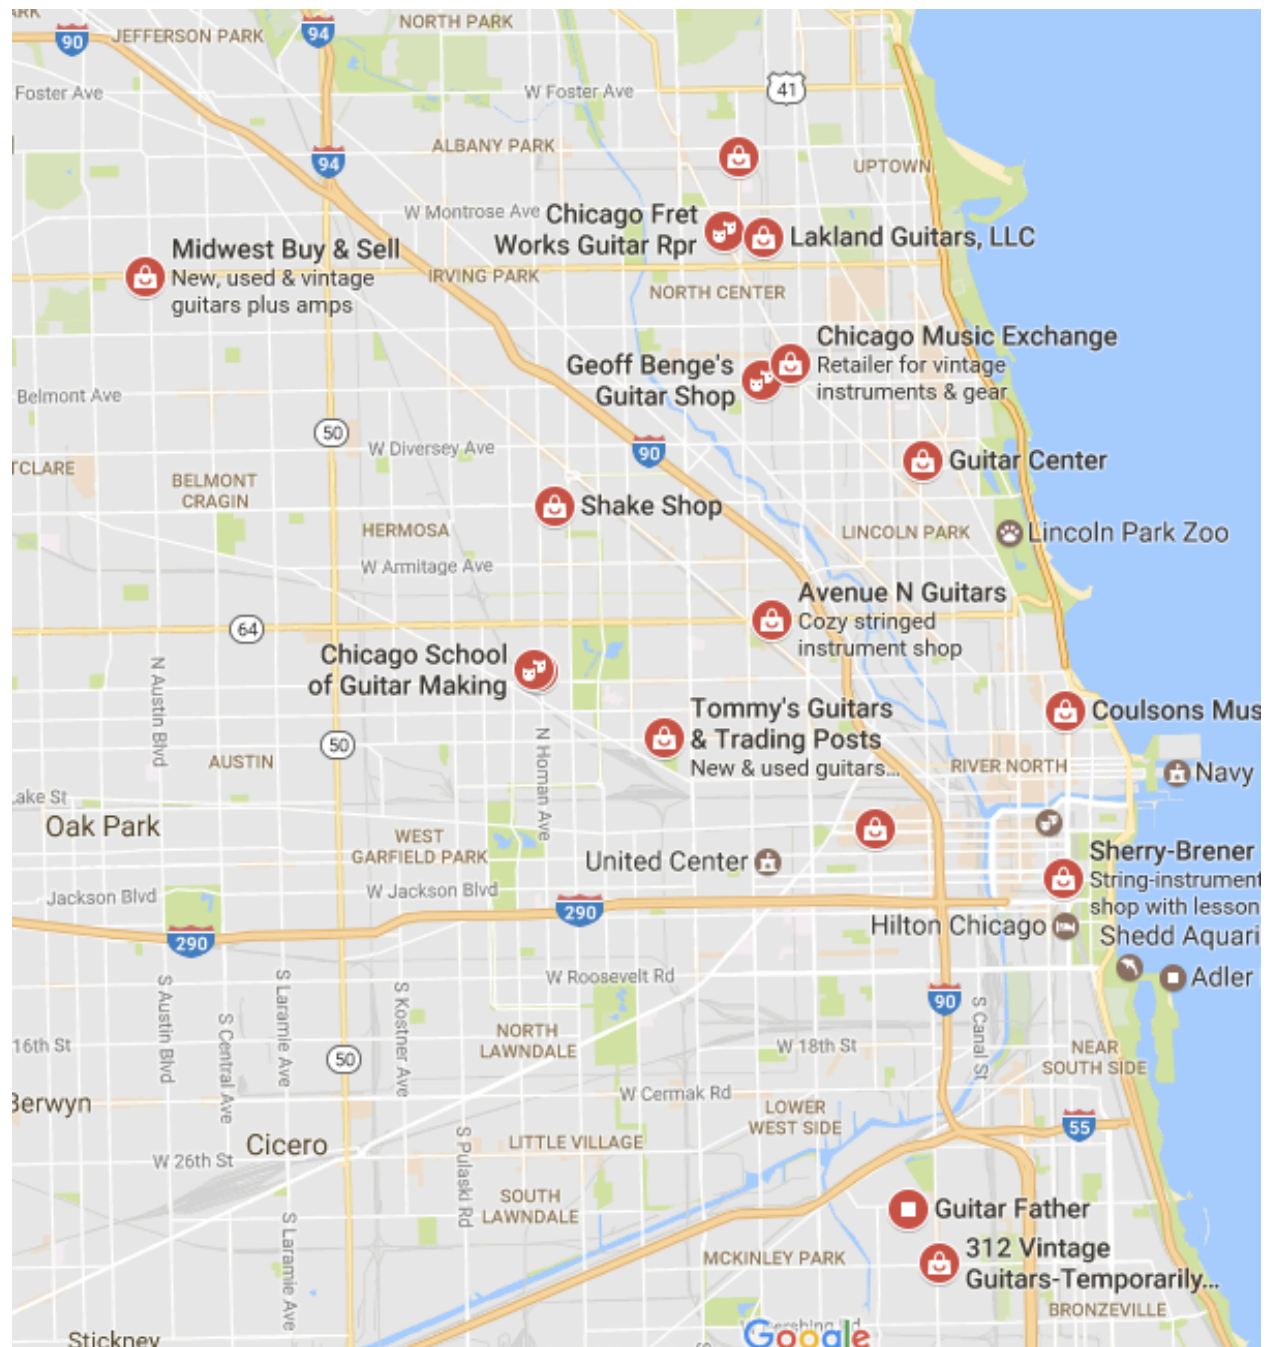 ARK
90
JEFFERSON PARK
94
NORTH PARK
Foster Ave
W Foster Ave
41
94
ALBANY PARK
UPTOWN
W Montrose Ave
Chicago Fret
Works Guitar Rpr
Lakland Guitars, LLC
Midwest Buy & Sell
New, used & vintage
guitars plus amps
IRVING PARK
NORTH CENTER
Chicago Music Exchange
Retailer for vintage
instruments & gear
Geoff Benge's
Guitar Shop
Belmont Ave
50
W Diversey Ave
90
Guitar Center
TCLARE
BELMONT
CRAGIN
Shake Shop
HERMOSA
LINCOLN PARK
Lincoln Park Zoo
W Armitage Ave
Avenue N Guitars
Cozy stringed
instrument shop
64
Chicago School
of Guitar Making
N Austin Blvd
Tommy's Guitars
& Trading Posts
New & used guitars...
Coulsons Mus
50
N Homan Ave
AUSTIN
RIVER NORTH
Navy
Lake St
Oak Park
WEST
GARFIELD PARK
United Center
Sherry-Brener
String-instrument
shop with lesson
Jackson Blvd
W Jackson Blvd
290
290
Hilton Chicago
Shedd Aquari
Adler
W Roosevelt Rd
S Austin Blvd
S Central Ave
S Laramie Ave
S Kostner Ave
90
S Canal St
16th St
NORTH
LAWNDALE
W 18th St
50
NEAR
SOUTH SIDE
W Cermak Rd
Berwyn
LOWER
WEST SIDE
55
Cicero
LITTLE VILLAGE
W 26th St
S Pulaski Rd
SOUTH
LAWNDALE
Guitar Father
S Laramie Ave
MCKINLEY PARK
312 Vintage
Guitars-Temporarily...
BRONZEVILLE
Stickney
Google